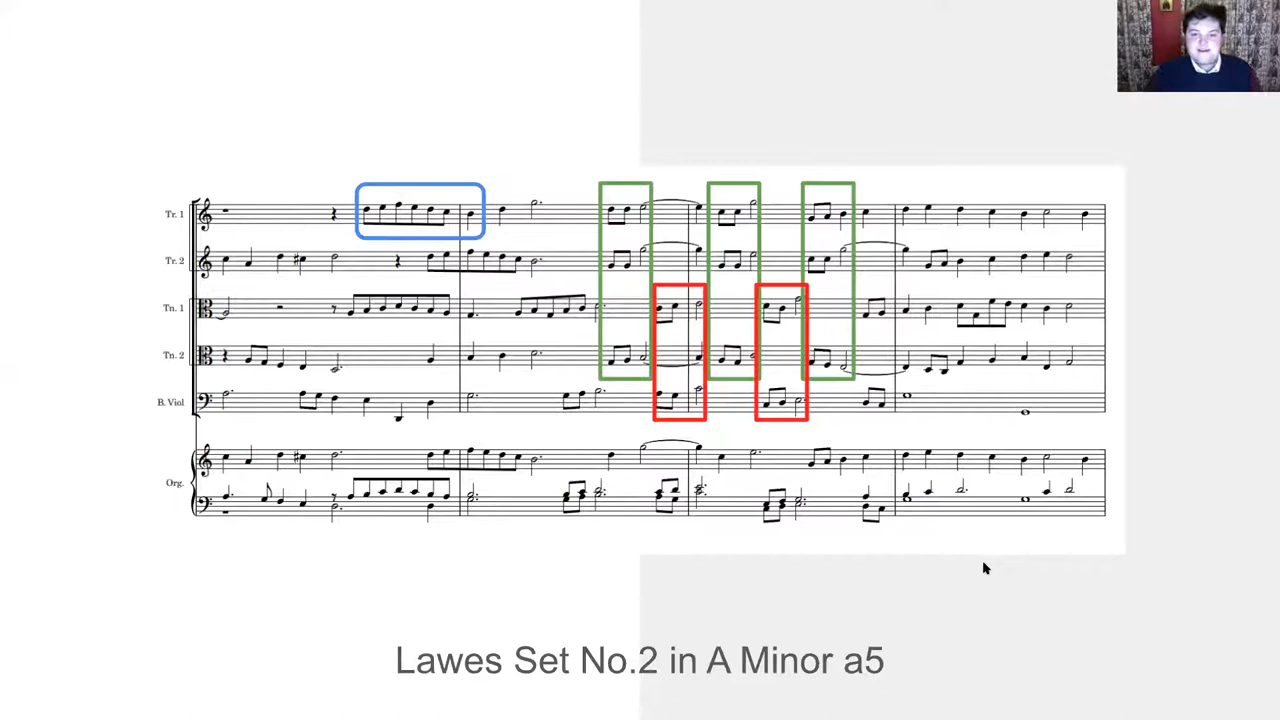 Tr. 1
Tr. 2
Tn. 1
Tn. 2
B. Viol
Org.
Lawes Set No.2 in A Minor a5